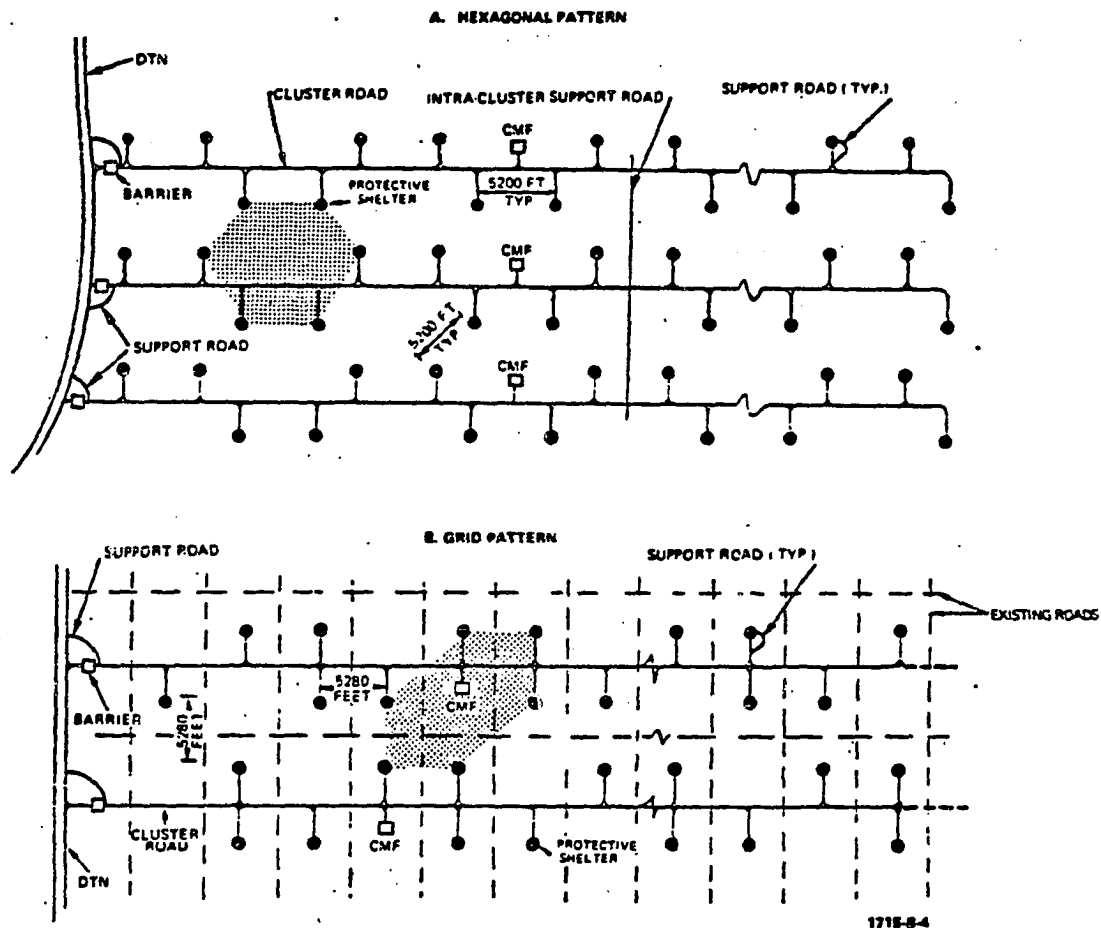 A. HEXAGONAL PATTERN
DTN
CLUSTER ROAD
INTRA-CLUSTER SUPPORT ROAD
SUPPORT ROAD (TYP.)
CMF
BARRIER
PROTECTIVE
SHELTER
5200 FT
TYP
CMF
5200 FT
TYP
SUPPORT ROAD
CMF
B. GRID PATTERN
SUPPORT ROAD
SUPPORT ROAD (TYP)
EXISTING ROADS
5280
FEET
CMF
BARRIER
5280
FEET
CLUSTER
ROAD
CMF
PROTECTIVE
SHELTER
DTN
1715-8-4